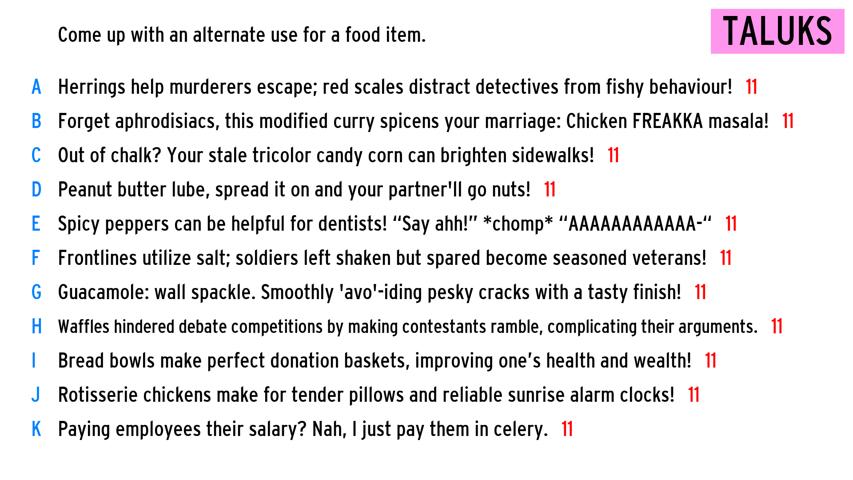 Come up with an alternate use for a food item.
TALUKS
A Herrings help murderers escape; red scales distract detectives from fishy behaviour! 11
B Forget aphrodisiacs, this modified curry spicens your marriage: Chicken FREAKKA masala! 11
C Out of chalk? Your stale tricolor candy corn can brighten sidewalks! 11
D Peanut butter lube, spread it on and your partner'll go nuts! 11
E Spicy peppers can be helpful for dentists! “Say ahh!” *chomp* “AAAAAAAAAAAA-“ 11
F Frontlines utilize salt; soldiers left shaken but spared become seasoned veterans! 11
G Guacamole: wall spackle. Smoothly 'avo'-iding pesky cracks with a tasty finish! 11
H Waffles hindered debate competitions by making contestants ramble, complicating their arguments. 11
I Bread bowls make perfect donation baskets, improving one’s health and wealth! 11
J Rotisserie chickens make for tender pillows and reliable sunrise alarm clocks! 11
K Paying employees their salary? Nah, I just pay them in celery. 11